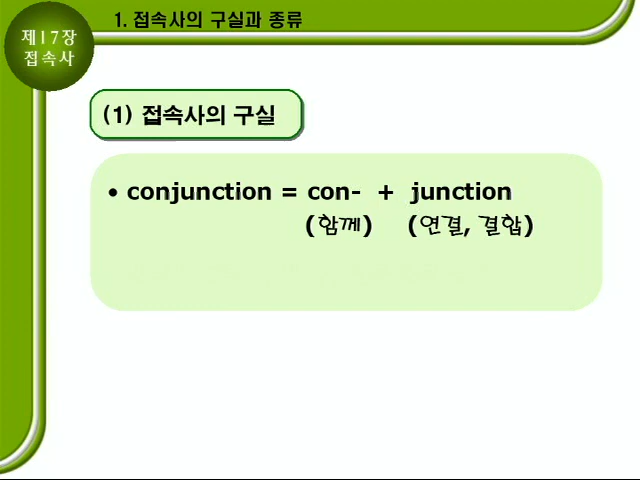 1. 접속사의 구실과 종류
제17장
접속사
(1) 접속사의 구실
• conjunction = con- + junction
(함께) (연결, 결합)